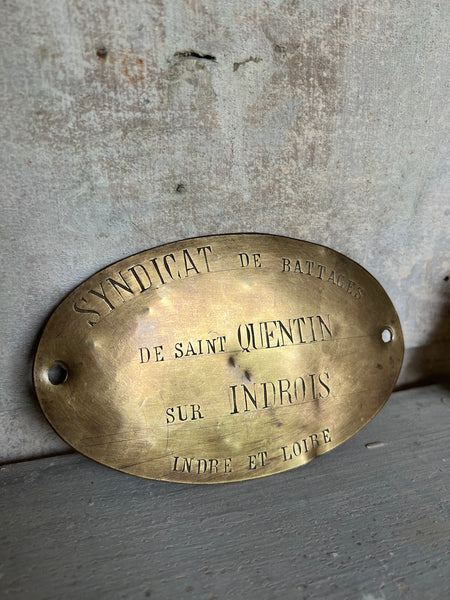 SYNDICAT DE BATTAGES
DE SAINT QUENTIN
SUR INDROIS
INDRE ET LOIRE